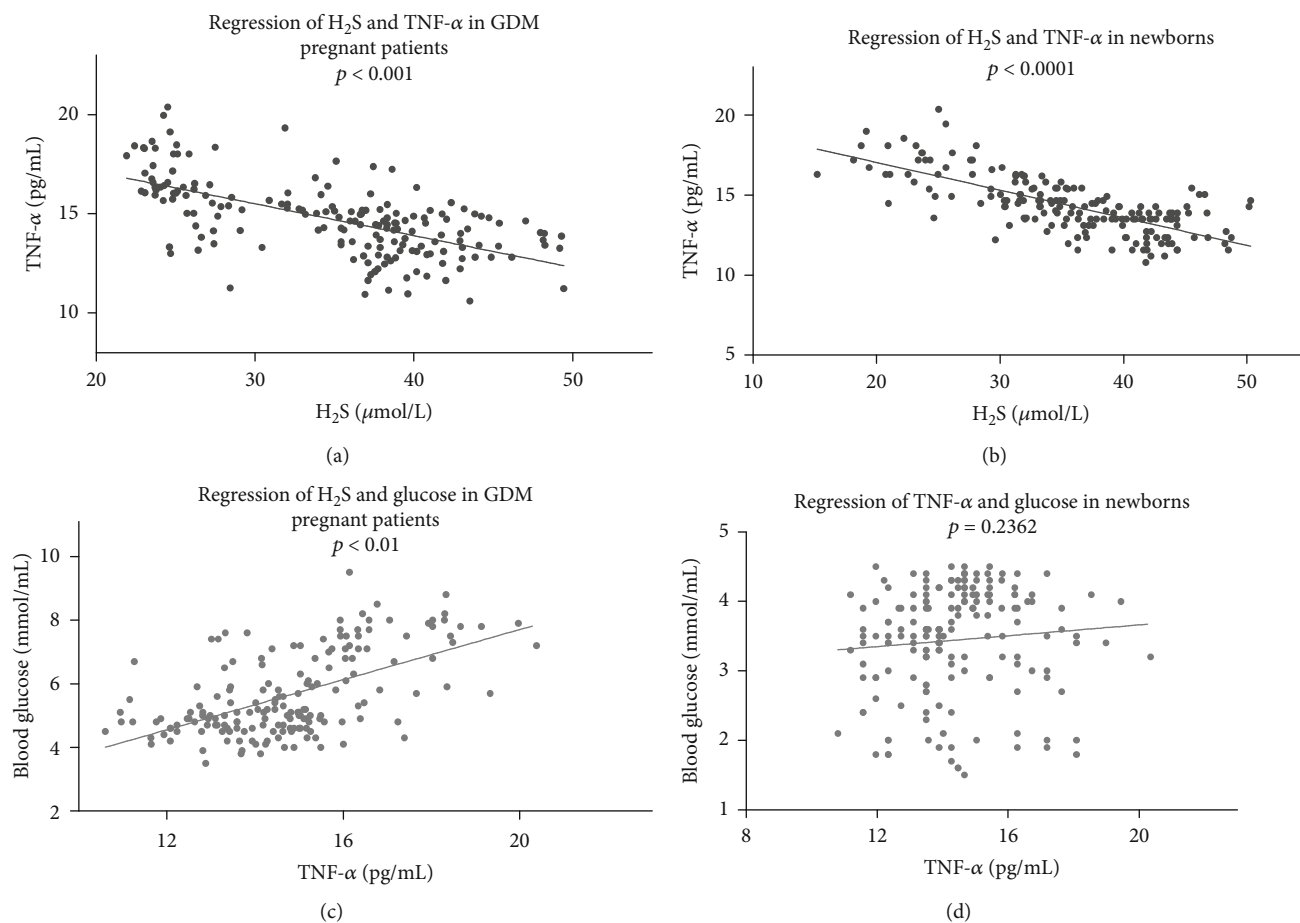 Regression of H₂S and TNF-α in GDM
pregnant patients
p < 0.001
20
15
10
TNF-α (pg/mL)
20 30 40 50
H₂S (μmol/L)
(a)
Regression of H₂S and TNF-α in newborns
p < 0.0001
20
15
10
5
TNF-α (pg/mL)
10 20 30 40 50
H₂S (μmol/L)
(b)
Regression of H₂S and glucose in GDM
pregnant patients
p < 0.01
10
8
6
4
2
Blood glucose (mmol/mL)
12 16 20
TNF-α (pg/mL)
(c)
Regression of TNF-α and glucose in newborns
p = 0.2362
5
4
3
2
1
Blood glucose (mmol/mL)
8 12 16 20
TNF-α (pg/mL)
(d)